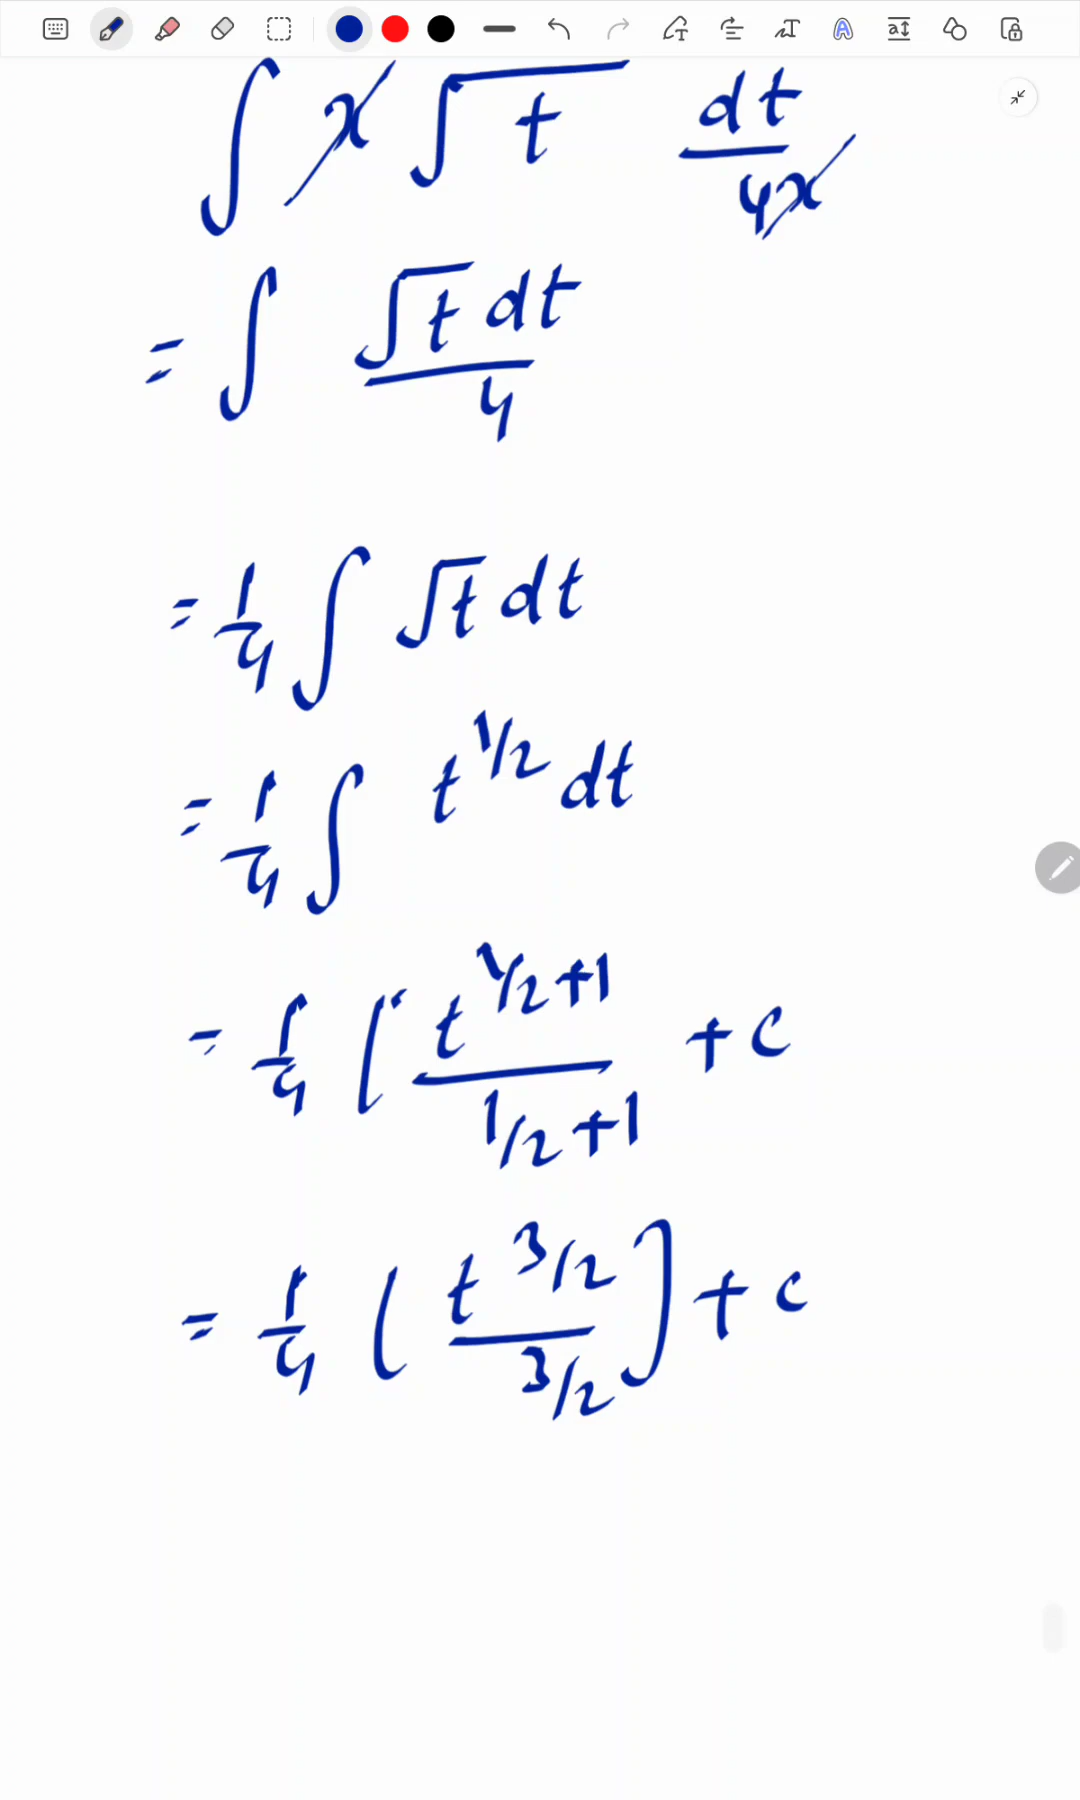 ∫ x √t dt/4x
= ∫ √t dt/4
= 1/4 ∫ √t dt
= 1/4 ∫ t^1/2 dt
= 1/4 [ t^1/2+1 / 1/2+1 + c
= 1/4 ( t^3/2 / 3/2 ] + c